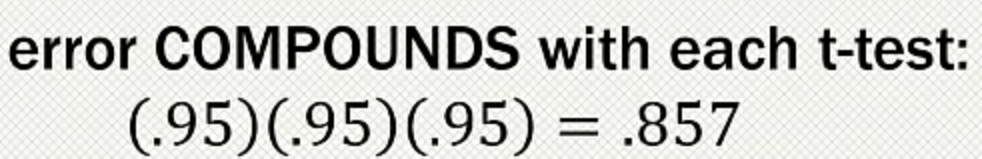 error COMPOUNDS with each t-test:
(.95)(.95)(.95) = .857